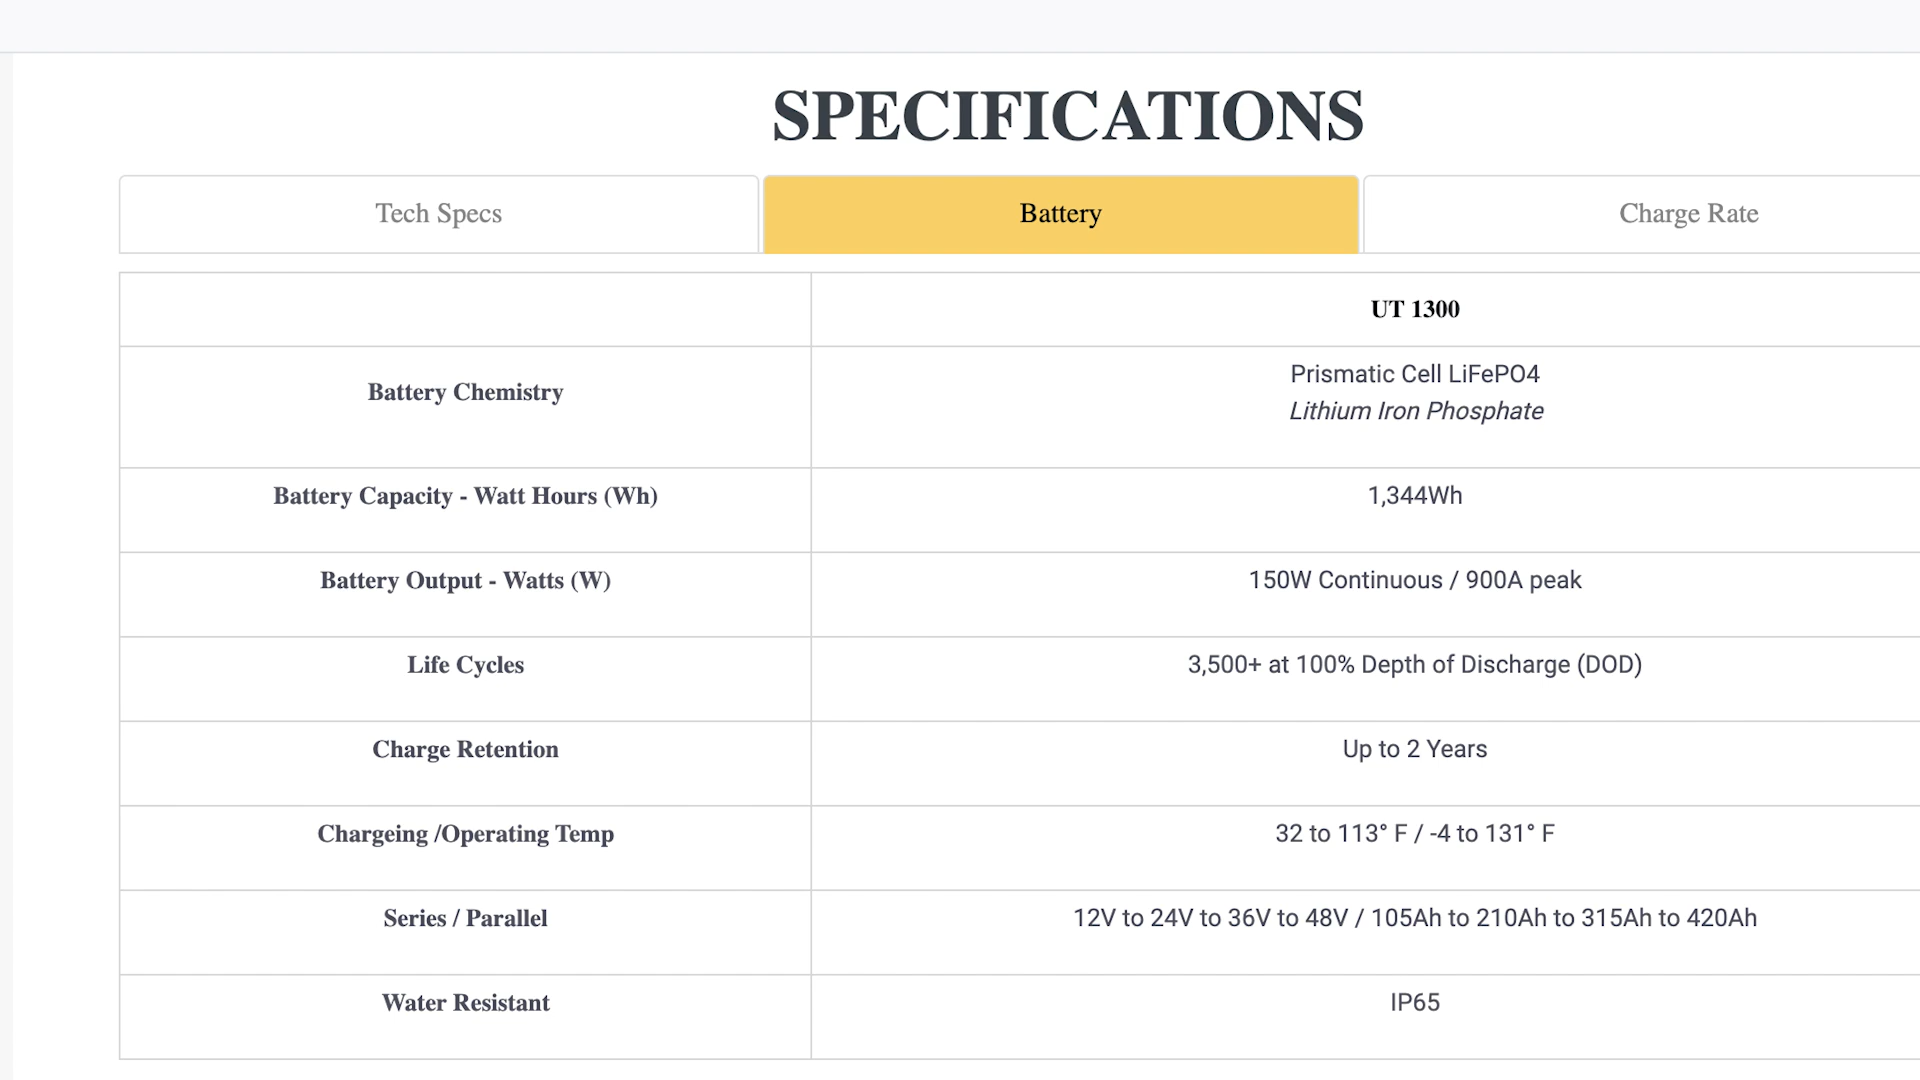 SPECIFICATIONS
Tech Specs
Battery
Charge Rate
UT 1300
Battery Chemistry
Prismatic Cell LiFePO4
Lithium Iron Phosphate
Battery Capacity - Watt Hours (Wh)
1,344Wh
Battery Output - Watts (W)
150W Continuous / 900A peak
Life Cycles
3,500+ at 100% Depth of Discharge (DOD)
Charge Retention
Up to 2 Years
Chargeing /Operating Temp
32 to 113° F / -4 to 131° F
Series / Parallel
12V to 24V to 36V to 48V / 105Ah to 210Ah to 315Ah to 420Ah
Water Resistant
IP65